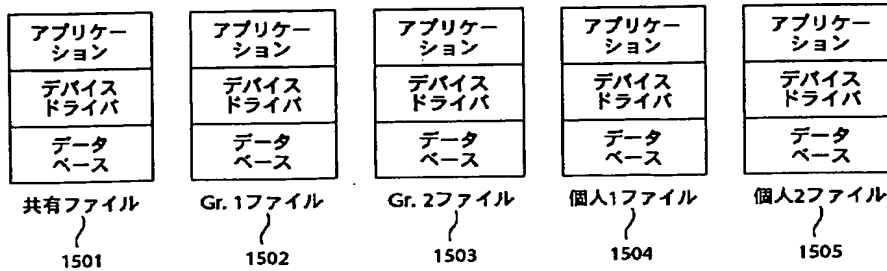 アプリケー
ション
デバイス
ドライバ
データ
ベース
共有ファイル
1501
アプリケー
ション
デバイス
ドライバ
データ
ベース
Gr. 1ファイル
1502
アプリケー
ション
デバイス
ドライバ
データ
ベース
Gr. 2ファイル
1503
アプリケー
ション
デバイス
ドライバ
データ
ベース
個人1ファイル
1504
アプリケー
ション
デバイス
ドライバ
データ
ベース
個人2ファイル
1505